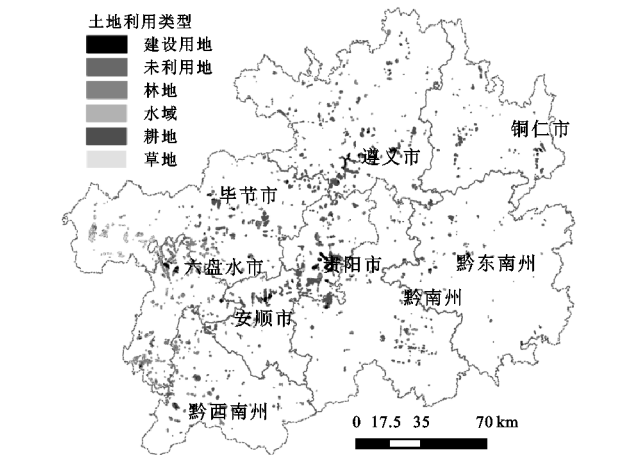 土地利用类型
建设用地
未利用地
林地
水域
耕地
草地
铜仁市
遵义市
毕节市
六盘水市
贵阳市
黔东南州
黔南州
安顺市
黔西南州
0 17.5 35 70 km